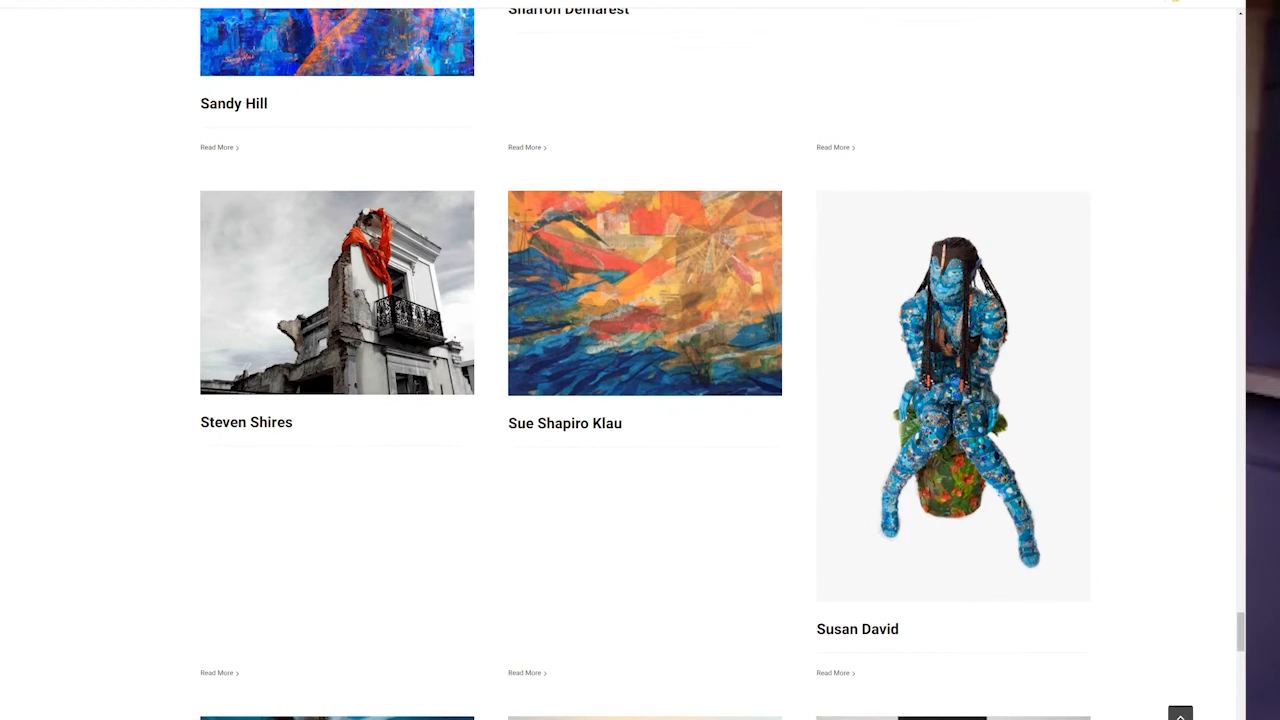 Sharron Demarest
Sandy Hill
Read More >
Read More >
Read More >
Steven Shires
Sue Shapiro Klau
Susan David
Read More >
Read More >
Read More >